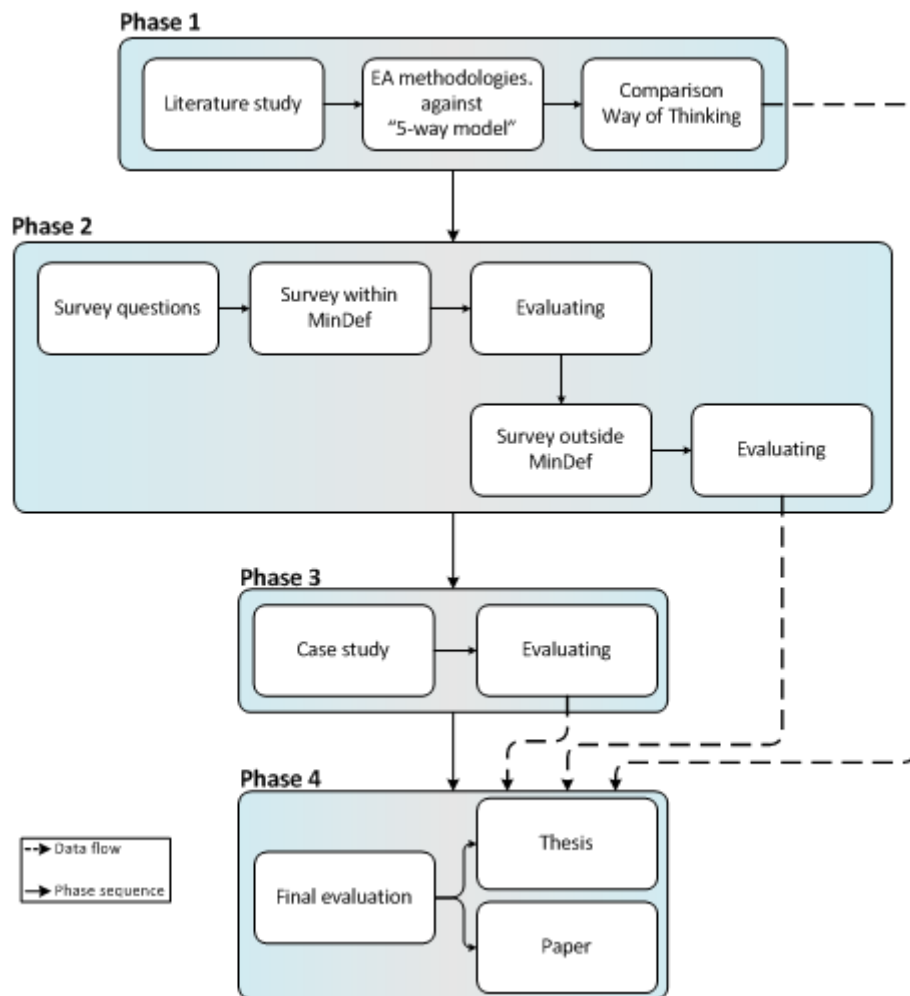 Phase 1
Literature study
EA methodologies.
against
“5-way model”
Comparison
Way of Thinking
Phase 2
Survey questions
Survey within
MinDef
Evaluating
Survey outside
MinDef
Evaluating
Phase 3
Case study
Evaluating
Phase 4
Final evaluation
Thesis
Paper
Data flow
Phase sequence